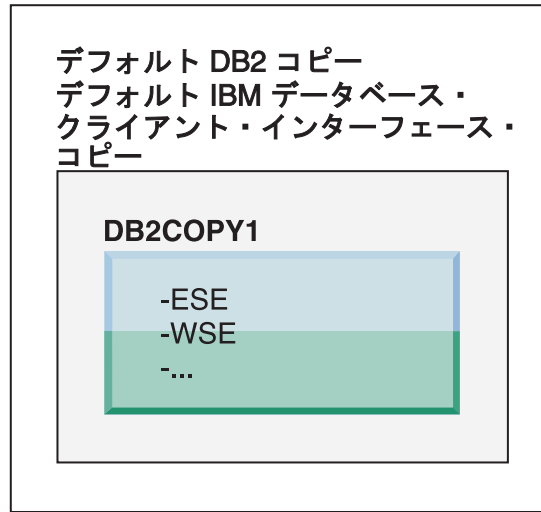 デフォルト DB2 コピー
デフォルト IBM データベース・
クライアント・インターフェース・
コピー
DB2COPY1
-ESE
-WSE
-...